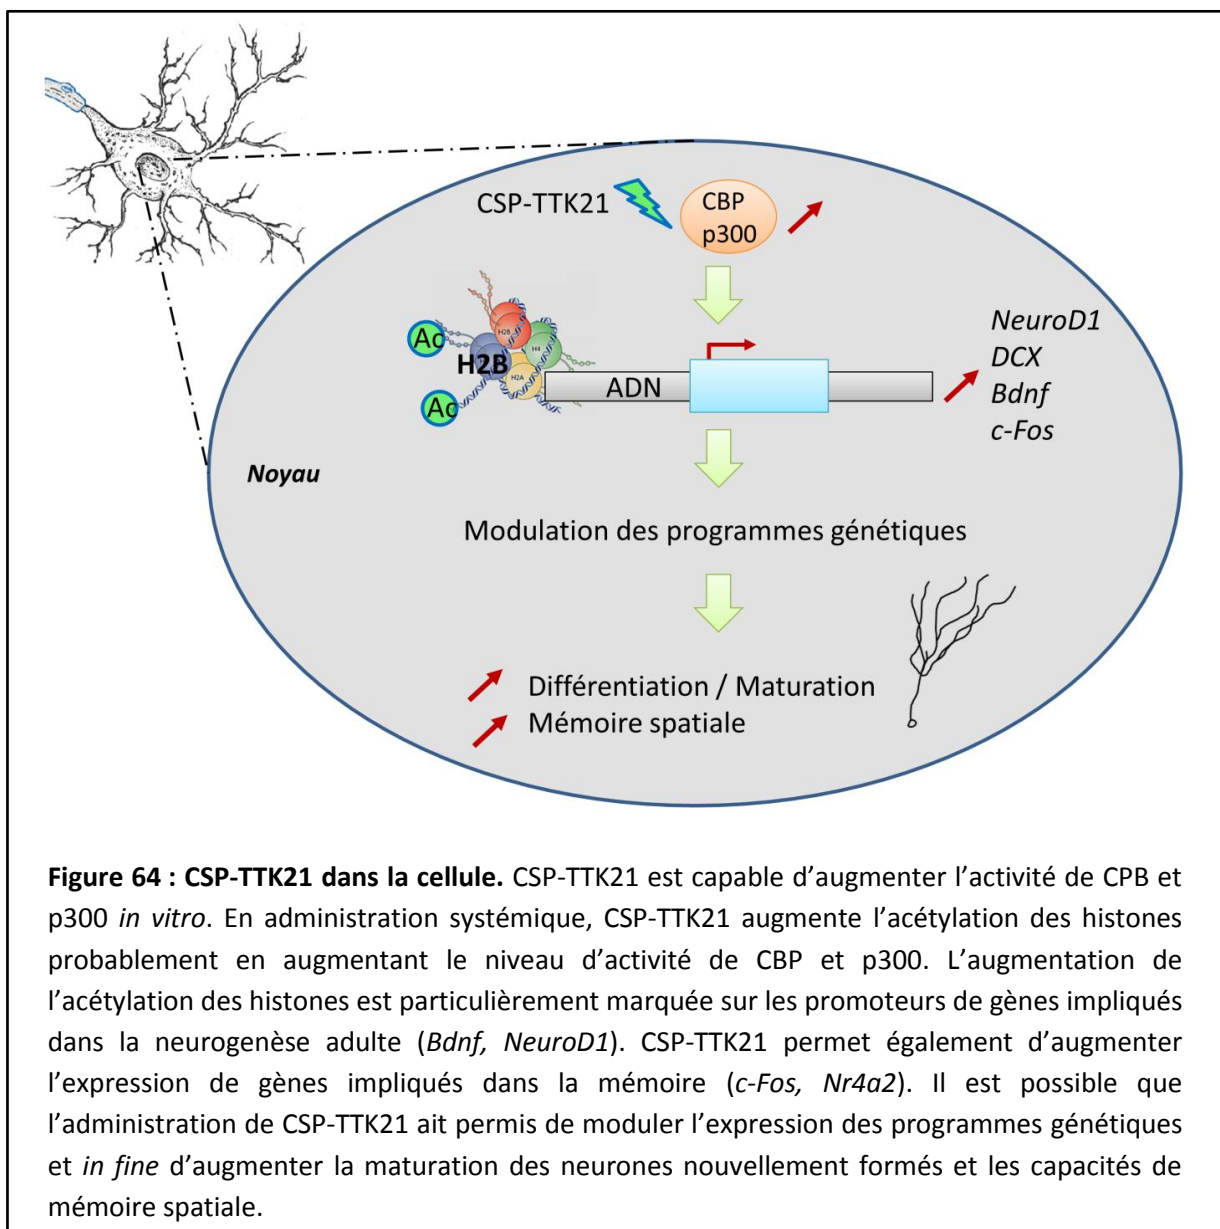 CSP-TTK21
CBP
p300
NeuroD1
DCX
Bdnf
c-Fos
Ac
H2B
H2B
H4
H2A
Ac
ADN
Noyau
Modulation des programmes génétiques
Différentiation / Maturation
Mémoire spatiale
Figure 64 : CSP-TTK21 dans la cellule. CSP-TTK21 est capable d’augmenter l’activité de CPB et
p300 in vitro. En administration systémique, CSP-TTK21 augmente l’acétylation des histones
probablement en augmentant le niveau d’activité de CBP et p300. L’augmentation de
l’acétylation des histones est particulièrement marquée sur les promoteurs de gènes impliqués
dans la neurogenèse adulte (Bdnf, NeuroD1). CSP-TTK21 permet également d’augmenter
l’expression de gènes impliqués dans la mémoire (c-Fos, Nr4a2). Il est possible que
l’administration de CSP-TTK21 ait permis de moduler l’expression des programmes génétiques
et in fine d’augmenter la maturation des neurones nouvellement formés et les capacités de
mémoire spatiale.